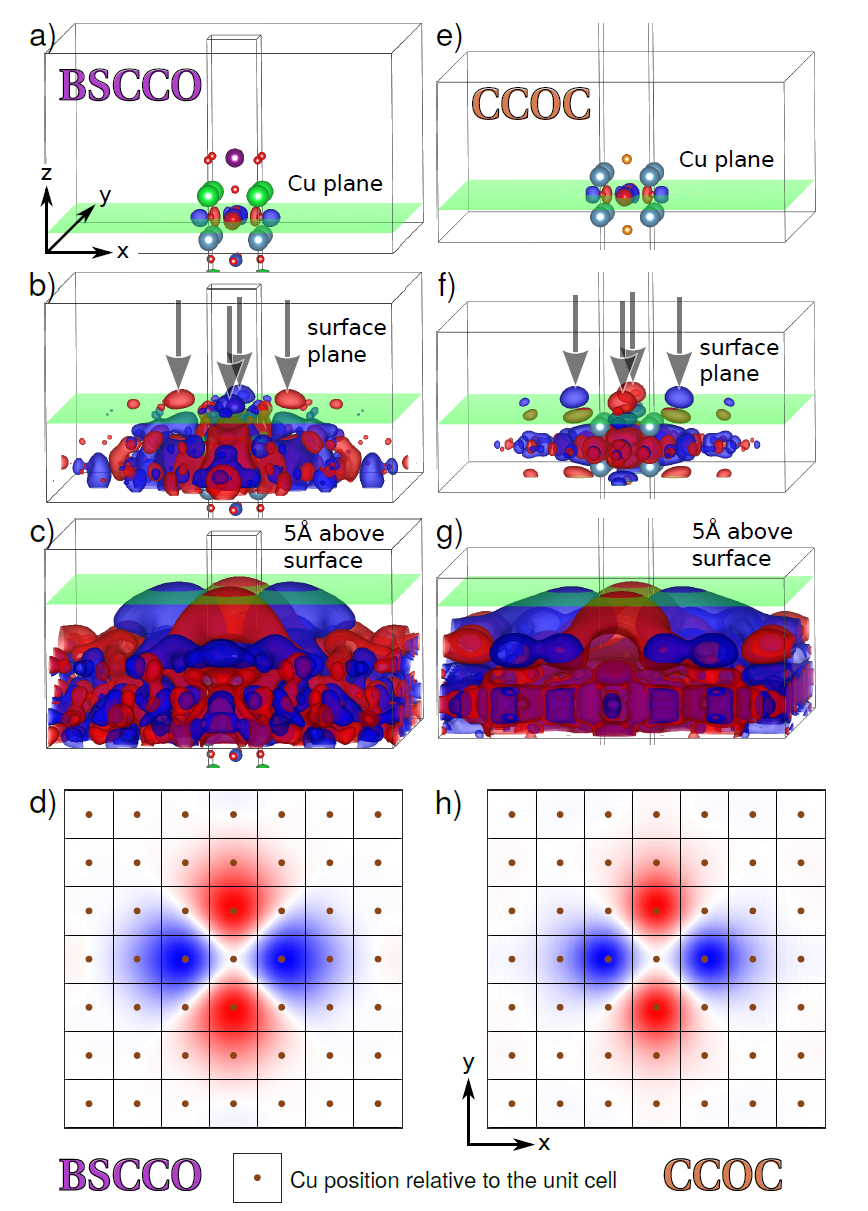 a)
BSCCO
Cu plane
z
y
x
b)
surface
plane
c)
5Å above
surface
d)
e)
CCOC
Cu plane
f)
surface
plane
g)
5Å above
surface
h)
y
x
BSCCO
Cu position relative to the unit cell
CCOC